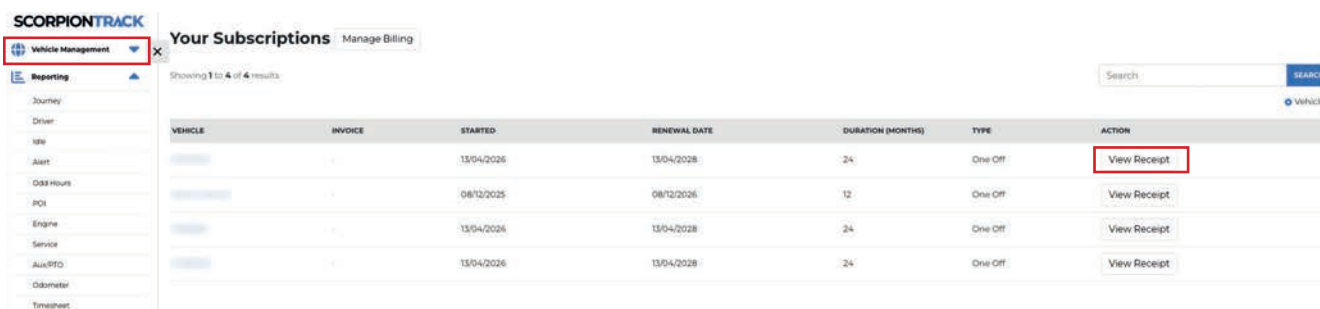 SCORPIONTRACK
Vehicle Management
Reporting
Journey
Driver
Idle
Alert
Odd Hours
POI
Engine
Service
Aux/PTO
Odometer
Timesheet
Your Subscriptions Manage Billing
Showing 1 to 4 of 4 results
Search SEARCH
VEHICLE INVOICE STARTED RENEWAL DATE DURATION (MONTHS) TYPE ACTION
13/04/2026 13/04/2028 24 One Off View Receipt
08/12/2025 08/12/2026 12 One Off View Receipt
13/04/2026 13/04/2028 24 One Off View Receipt
13/04/2026 13/04/2028 24 One Off View Receipt